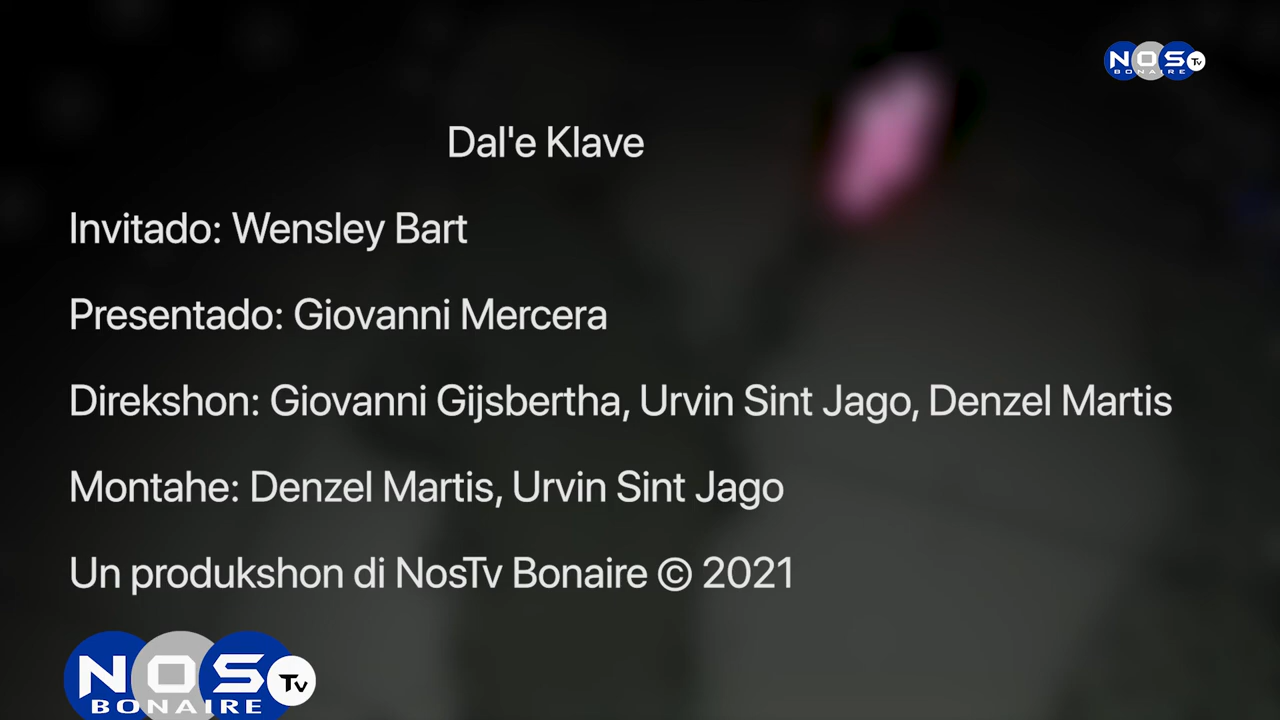 NOS Tv
BONAIRE
Dal'e Klave
Invitado: Wensley Bart
Presentado: Giovanni Mercera
Direkshon: Giovanni Gijsbertha, Urvin Sint Jago, Denzel Martis
Montahe: Denzel Martis, Urvin Sint Jago
Un produkshon di NosTv Bonaire © 2021
NOS Tv
BONAIRE